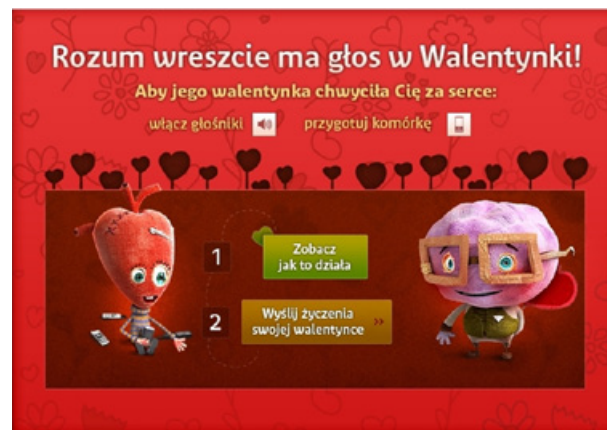 Rozum wreszcie ma głos w Walentynki!
Aby jego walentynka chwyciła Cię za serce:
włącz głośniki przygotuj komórkę
1 Zobacz
jak to działa
2 Wyślij życzenia
swojej walentynce »